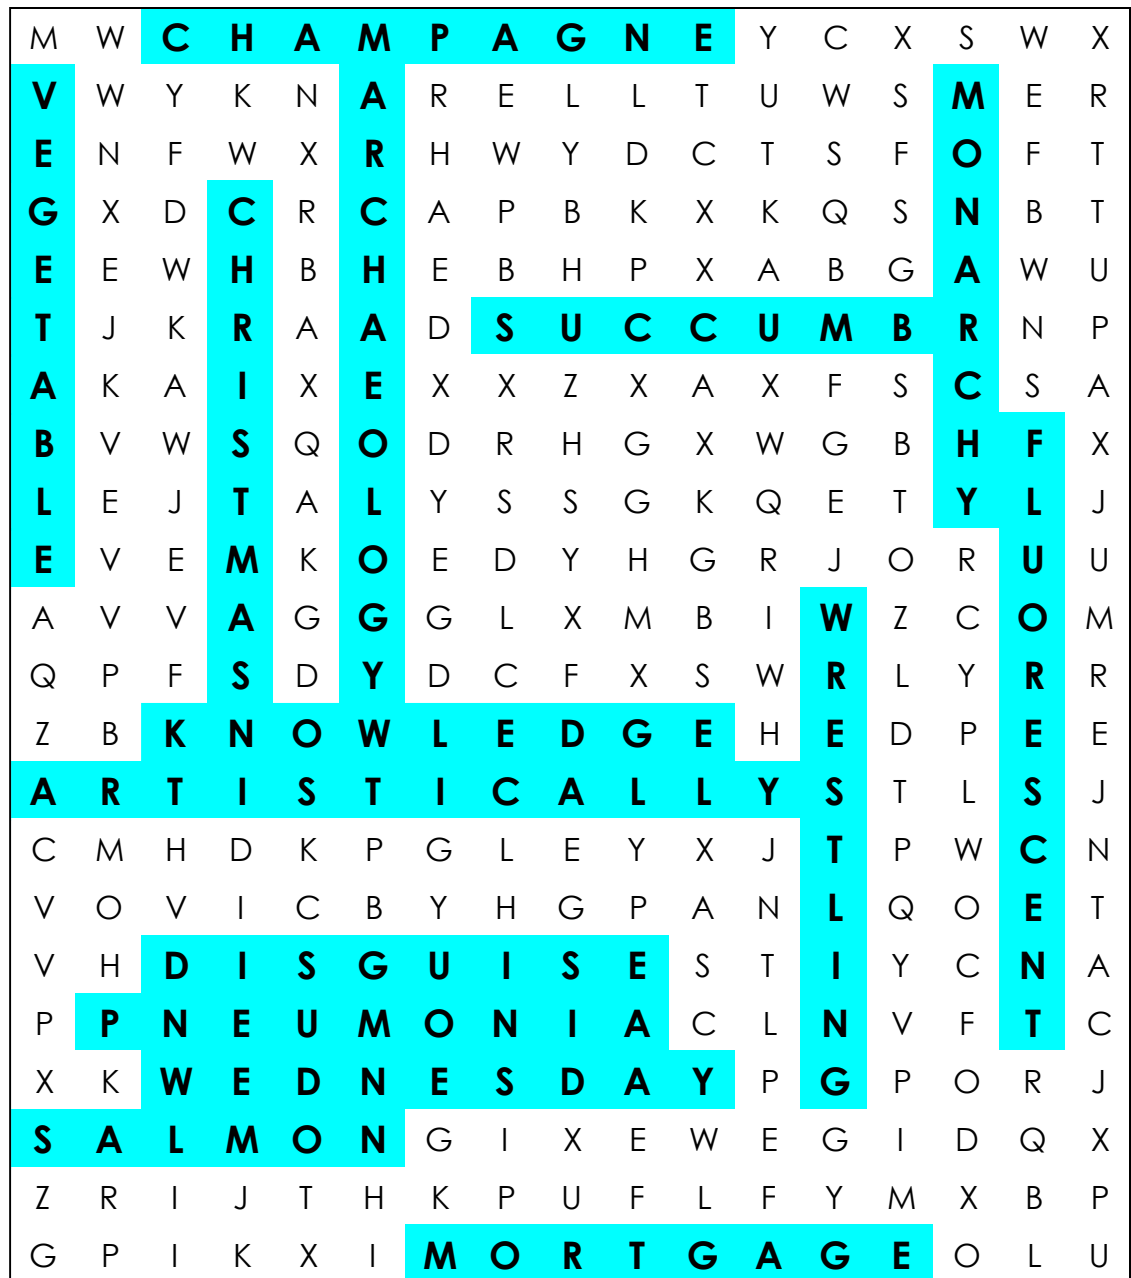 M W C H A M P A G N E Y C X S W X
V W Y K N A R E L L T U W S M E R
E N F W X R H W Y D C T S F O F T
G X D C R C A P B K X K Q S N B T
E E W H B H E B H P X A B G A W U
T J K R A A D S U C C U M B R N P
A K A I X E X X Z X A X F S C S A
B V W S Q O D R H G X W G B H F X
L E J T A L Y S S G K Q E T Y L J
E V E M K O E D Y H G R J O R U U
A V V A G G G L X M B I W Z C O M
Q P F S D Y D C F X S W R L Y R R
Z B K N O W L E D G E H E D P E E
A R T I S T I C A L L Y S T L S J
C M H D K P G L E Y X J T P W C N
V O V I C B Y H G P A N L Q O E T
V H D I S G U I S E S T I Y C N A
P P N E U M O N I A C L N V F T C
X K W E D N E S D A Y P G P O R J
S A L M O N G I X E W E G I D Q X
Z R I J T H K P U F L F Y M X B P
G P I K X I M O R T G A G E O L U